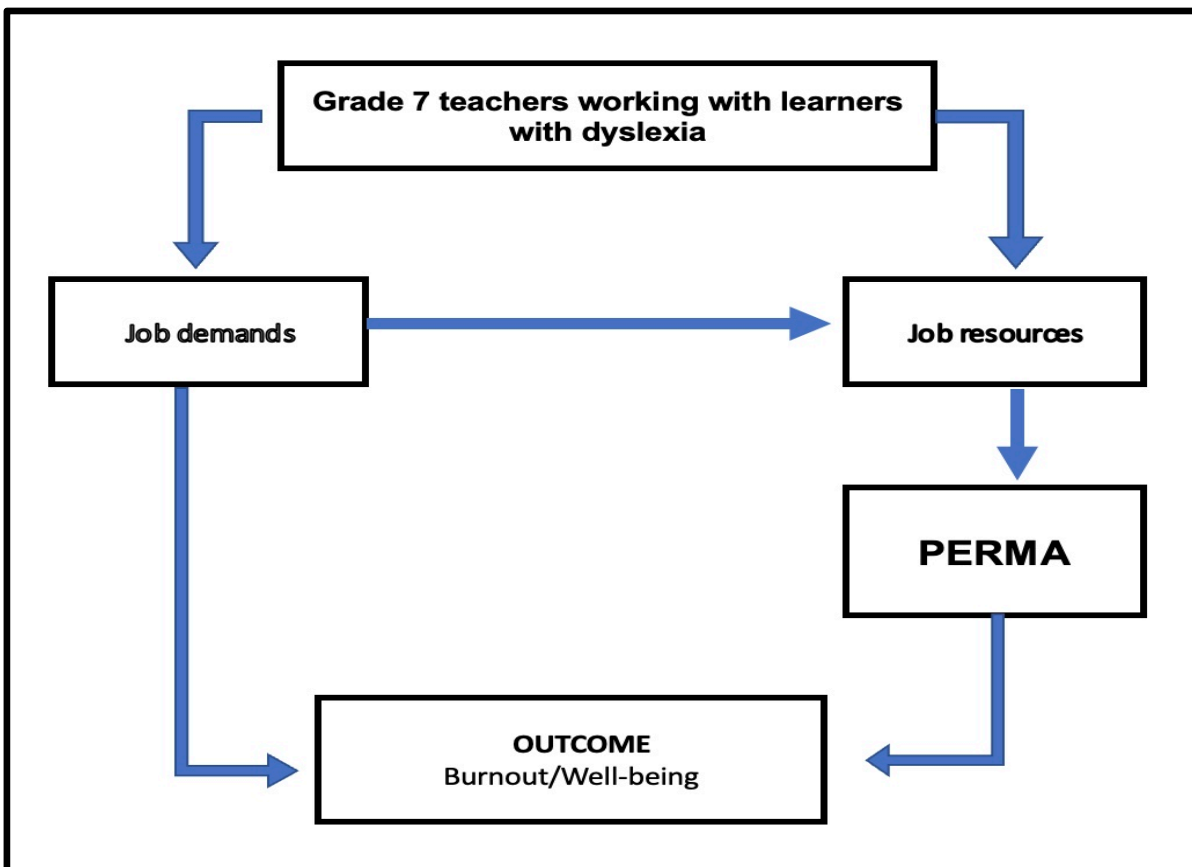 Grade 7 teachers working with learners
with dyslexia
Job demands
Job resources
PERMA
OUTCOME
Burnout/Well-being